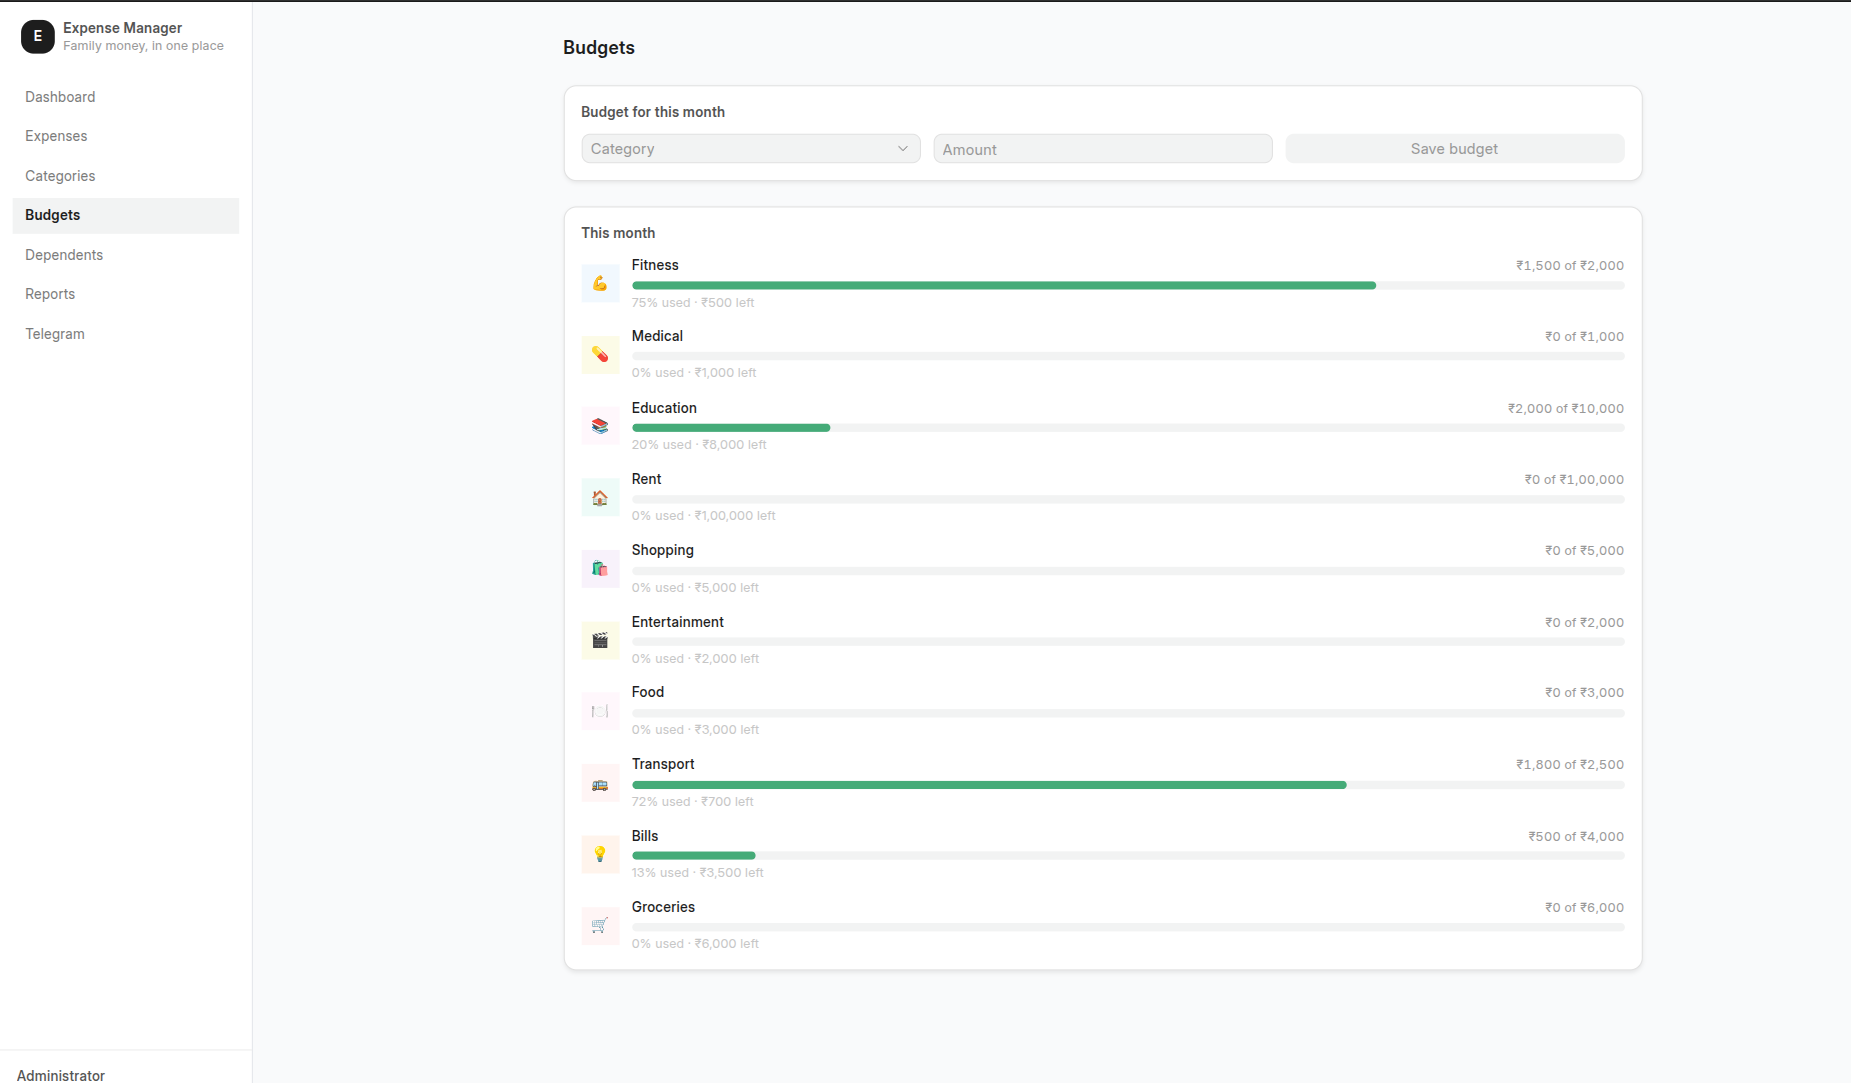 E
Expense Manager
Family money, in one place
Dashboard
Expenses
Categories
Budgets
Dependents
Reports
Telegram
Administrator
Budgets
Budget for this month
Category
Amount
Save budget
This month
Fitness
₹1,500 of ₹2,000
75% used · ₹500 left
Medical
₹0 of ₹1,000
0% used · ₹1,000 left
Education
₹2,000 of ₹10,000
20% used · ₹8,000 left
Rent
₹0 of ₹1,00,000
0% used · ₹1,00,000 left
Shopping
₹0 of ₹5,000
0% used · ₹5,000 left
Entertainment
₹0 of ₹2,000
0% used · ₹2,000 left
Food
₹0 of ₹3,000
0% used · ₹3,000 left
Transport
₹1,800 of ₹2,500
72% used · ₹700 left
Bills
₹500 of ₹4,000
13% used · ₹3,500 left
Groceries
₹0 of ₹6,000
0% used · ₹6,000 left